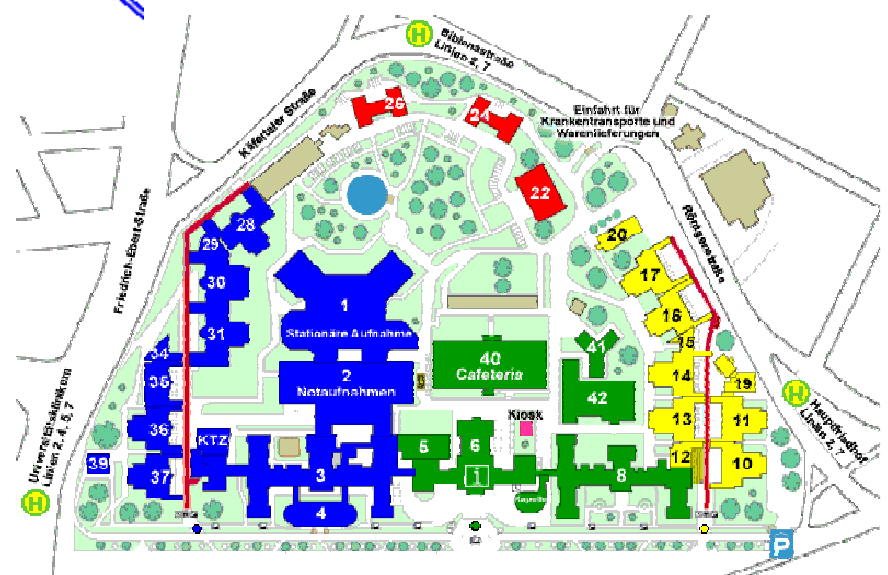 H
Bibienastraße
Linien 2, 7
Käfertaler Straße
26
24
Einfahrt für
Krankentransporte und
Warenlieferungen
22
Friedrich-Ebert-Straße
Röntgenstraße
28
29
20
17
30
1
Stationäre Aufnahme
16
31
41
15
34
40
Cafeteria
14
35
2
Notaufnahmen
19
H
42
Hauptfriedhof
Linien 2, 7
Kiosk
13
11
36
KTZ
5
6
Universitätsklinikum
Linien 2, 4, 5, 7
39
12
37
3
i
8
10
Kapelle
H
4
P